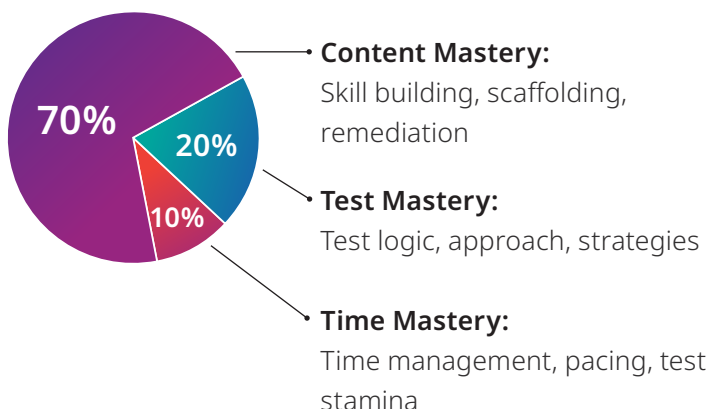 70%
20%
10%
Content Mastery:
Skill building, scaffolding,
remediation
Test Mastery:
Test logic, approach, strategies
Time Mastery:
Time management, pacing, test
stamina